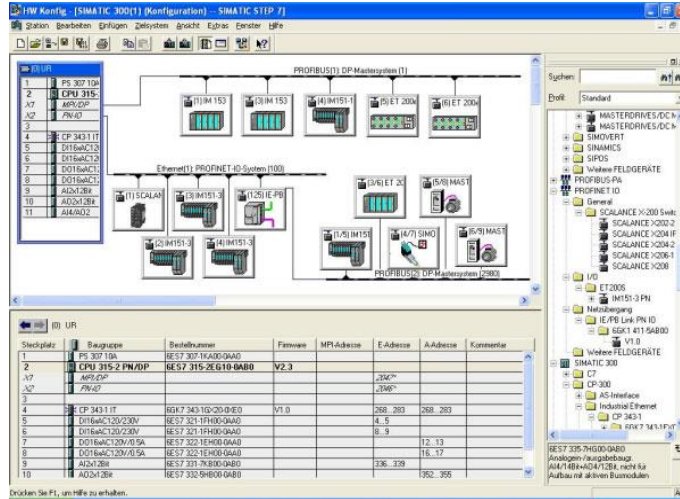 HW Konfig - [SIMATIC 300(1) (Konfiguration) -- SIMATIC STEP 7]
Station Bearbeiten Einfügen Zielsystem Ansicht Extras Fenster Hilfe
(0) UR
1 PS 307 10A
2 CPU 315-
X1 MPI/DP
X2 PN-IO
3
4 CP 343-1 IT
5 DI16xAC12
6 DI16xAC12
7 DO16xAC1
8 DO16xAC1
9 AI2x12Bit
10 AO2x12Bit
11 AI4/AO2
PROFIBUS(1): DP-Mastersystem (1)
(1) IM 153
(3) IM 153
(4) IM151-1
(5) ET 200
(6) ET 200
Ethernet(1): PROFINET-IO-System (100)
(1) SCALAN
(3) IM151-3
(125) IE-PB
(2) IM151-3
(4) IM151-3
(3/6) ET 20
(5/8) MAST
(1/5) IM151
(4/7) SIMO
(6/9) MAST
PROFIBUS(2): DP-Mastersystem (2980)
Suchen:
Profil: Standard
MASTERDRIVES/DC M
MASTERDRIVES/DC M
SIMOVERT
SINAMICS
SIPOS
Weitere FELDGERÄTE
PROFIBUS-PA
PROFINET IO
General
SCALANCE X-200 Switc
SCALANCE X202-2
SCALANCE X204 IF
SCALANCE X204-2
SCALANCE X206-1
SCALANCE X208
I/O
ET200S
IM151-3 PN
Netzübergang
IE/PB Link PN IO
6GK1 411-5AB00
V1.0
Weitere FELDGERÄTE
SIMATIC 300
C7
CP-300
AS-Interface
Industrial Ethernet
CP 343-1
(0) UR
Steckplatz Baugruppe Bestellnummer Firmware MPI-Adresse E-Adresse A-Adresse Kommentar
1 PS 307 10A 6ES7 307-1KA00-0AA0
2 CPU 315-2 PN/DP 6ES7 315-2EG10-0AB0 V2.3
X1 MPI/DP 2047*
X2 PN-IO 2046*
3
4 CP 343-1 IT 6GK7 343-1GX20-0XE0 V1.0 268...283 268...283
5 DI16xAC120/230V 6ES7 321-1FH00-0AA0 4...5
6 DI16xAC120/230V 6ES7 321-1FH00-0AA0 8...9
7 DO16xAC120V/0.5A 6ES7 322-1EH00-0AA0 12...13
8 DO16xAC120V/0.5A 6ES7 322-1EH00-0AA0 16...17
9 AI2x12Bit 6ES7 331-7KB00-0AB0 336...339
10 AO2x12Bit 6ES7 332-5HB00-0AB0 352...355
6ES7 335-7HG00-0AB0
Analogein-/ausgabebaugr.
AI4/14Bit+AO4/12Bit, nicht für
Aufbau mit aktiven Busmodulen
Drücken Sie F1, um Hilfe zu erhalten.